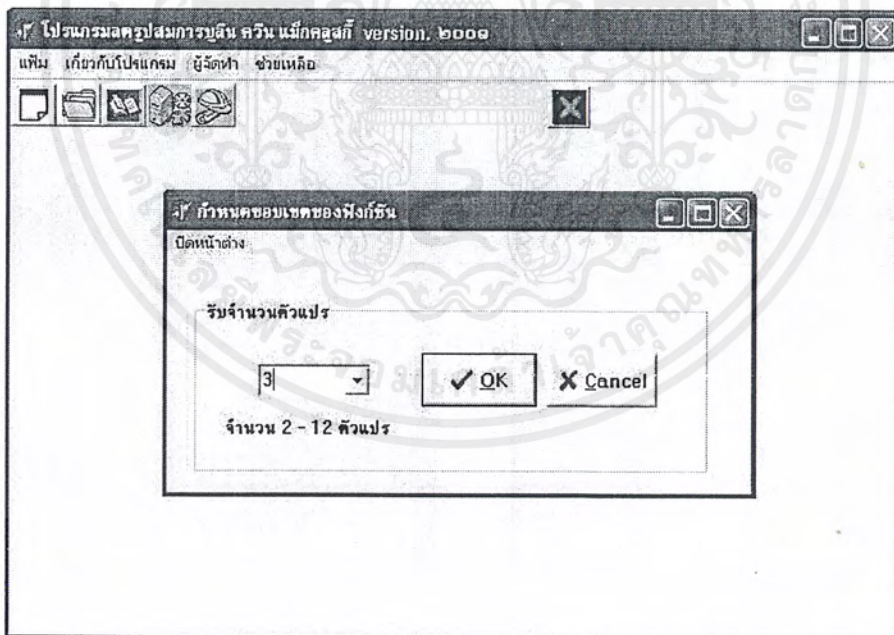 โปรแกรมลดรูปสมการบูลีน ควีน แม็กคลูสกี้ version. ๒๐๐๑
แฟ้ม เกี่ยวกับโปรแกรม ผู้จัดทำ ช่วยเหลือ
กำหนดขอบเขตของฟังก์ชัน
ปิดหน้าต่าง
รับจำนวนตัวแปร
3
OK
Cancel
จำนวน 2 - 12 ตัวแปร